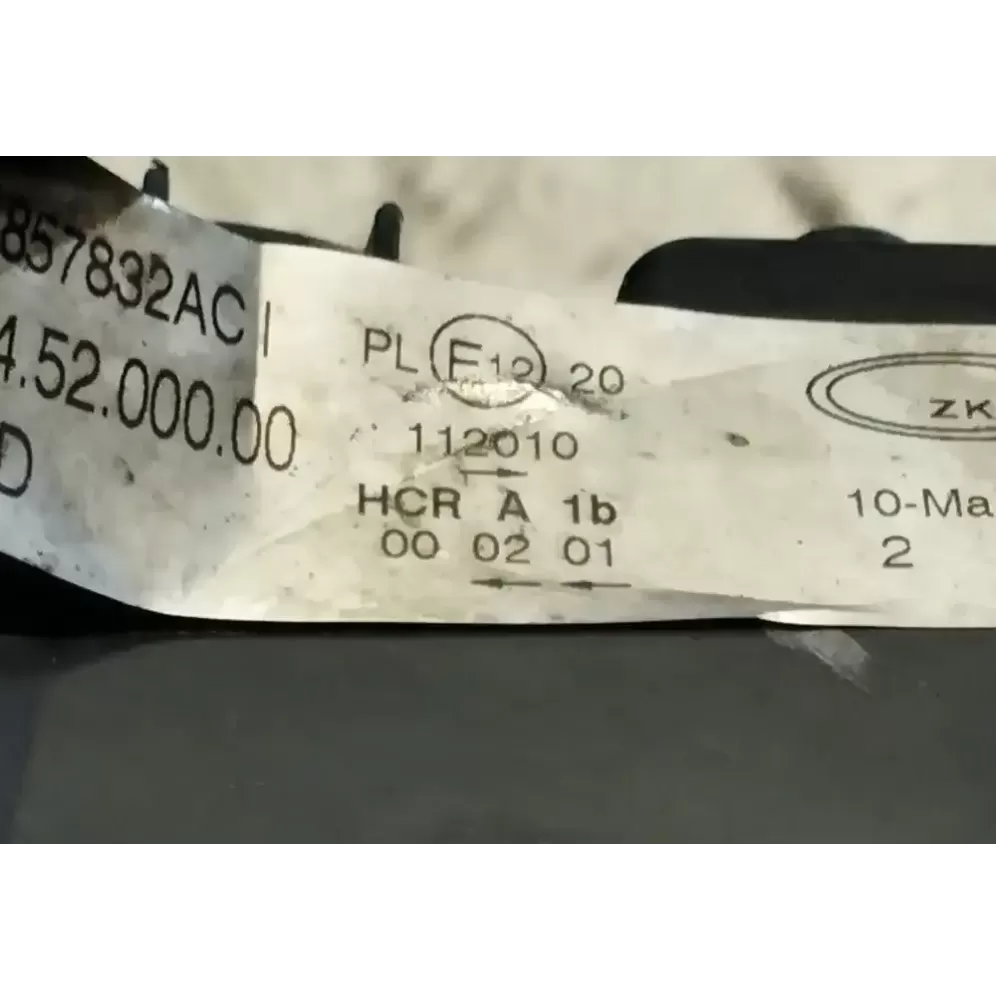 857832AC I
4.52.000.00
D
PL E12 20
112010
HCR A 1b
00 02 01
ZK
10-Ma
2